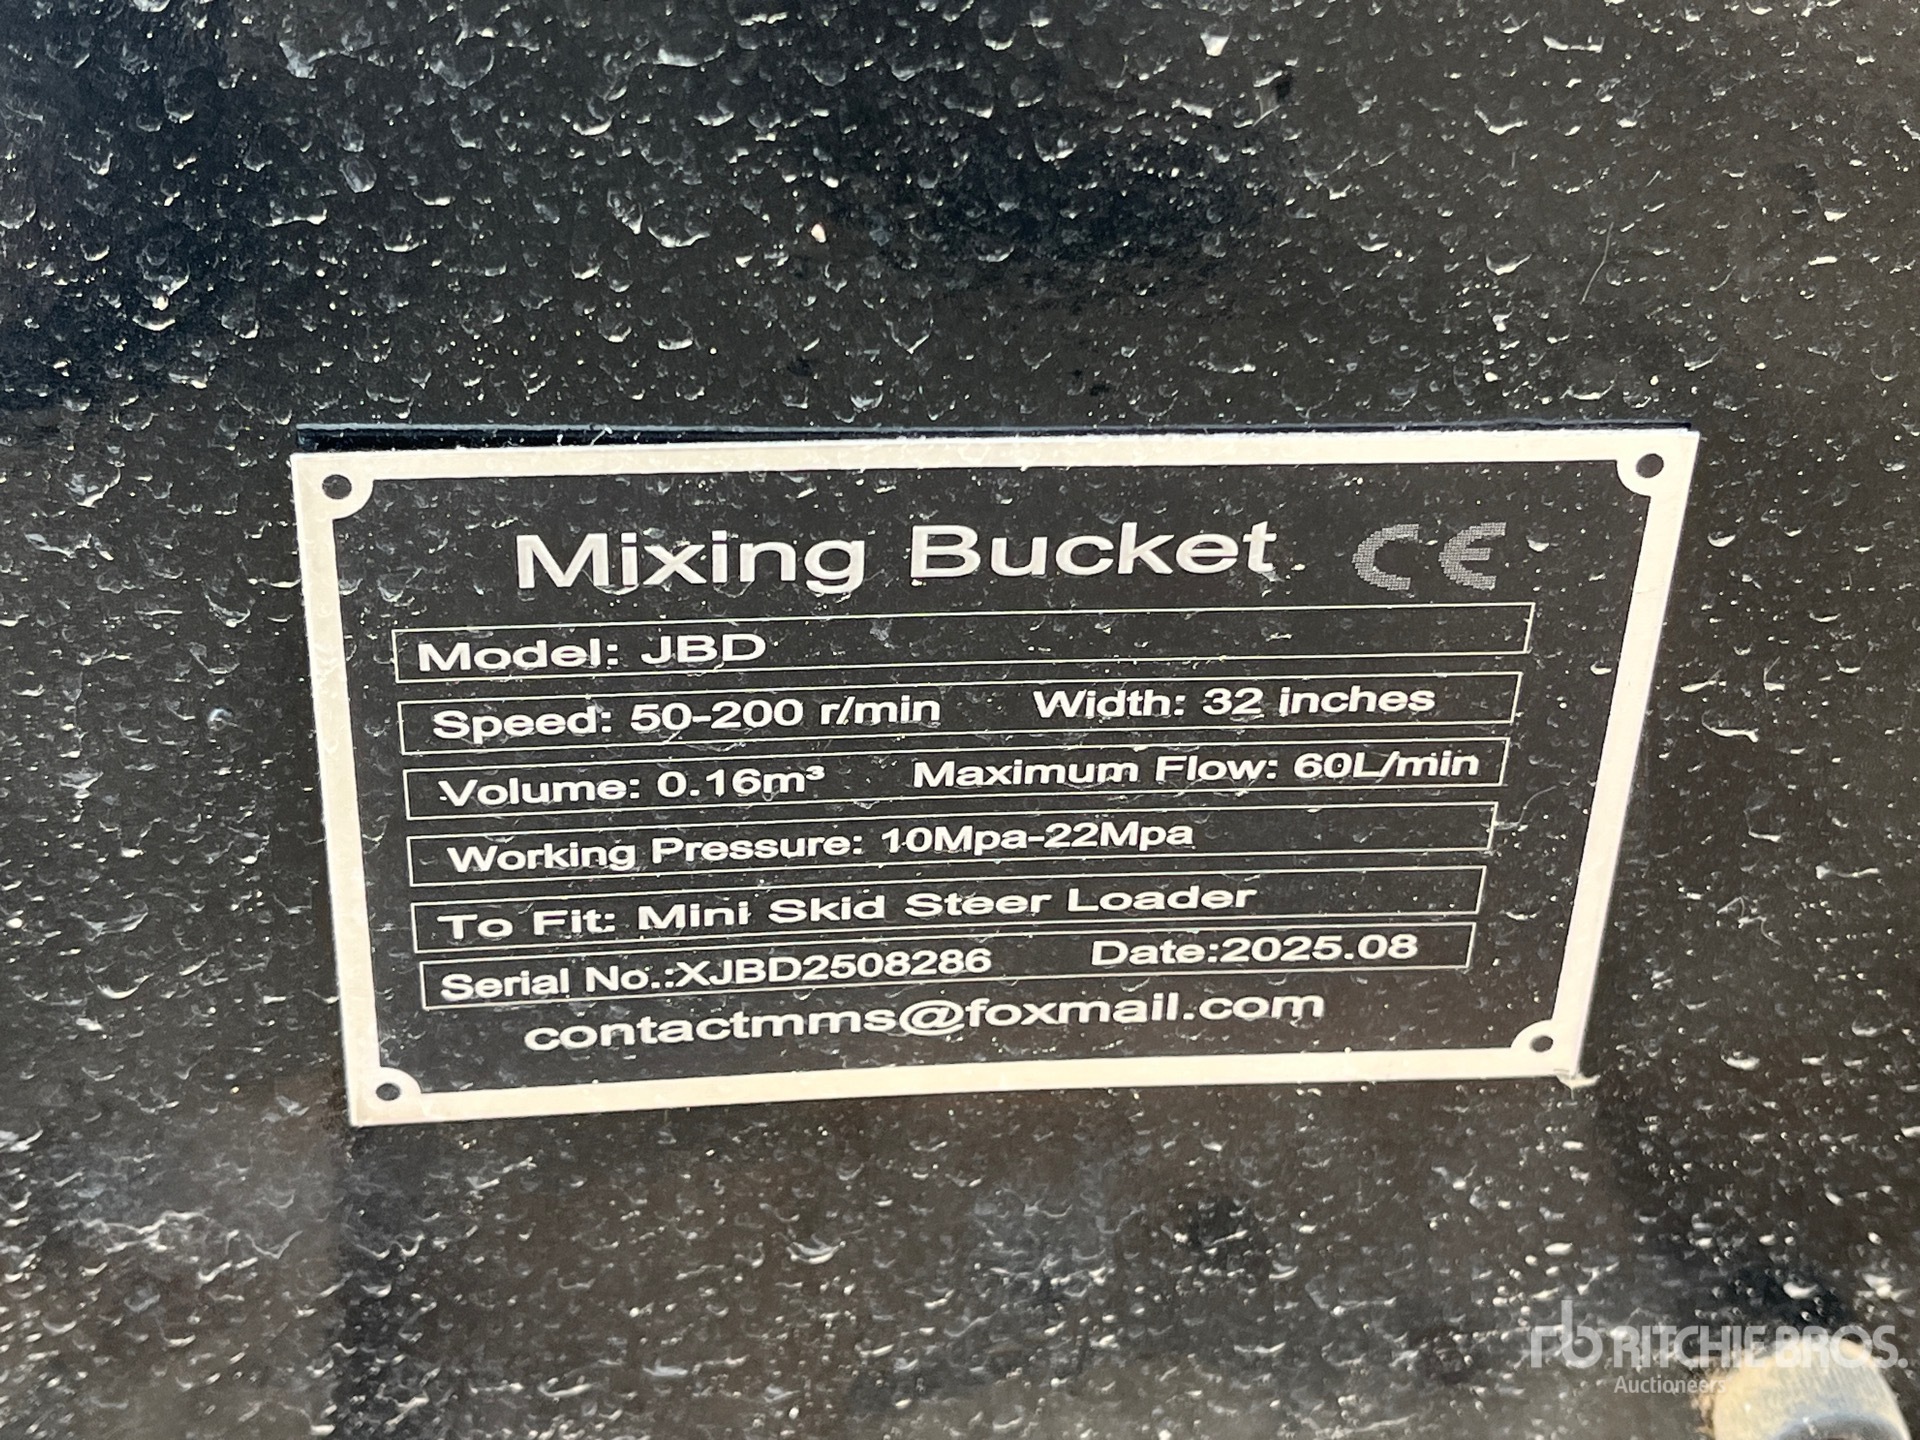 Mixing Bucket CE
Model: JBD
Speed: 50-200 r/min Width: 32 inches
Volume: 0.16m³ Maximum Flow: 60L/min
Working Pressure: 10Mpa-22Mpa
To Fit: Mini Skid Steer Loader
Serial No.:XJBD2508286 Date:2025.08
contactmms@foxmail.com
rb RITCHIE BROS.
Auctioneers